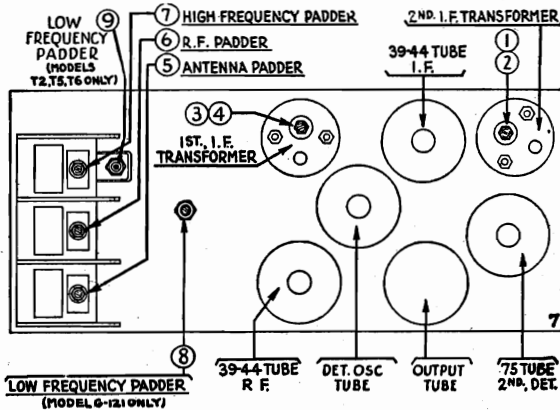 ⑨
LOW
FREQUENCY
PADDER
(MODELS
T2,T5,T6 ONLY)
⑦ HIGH FREQUENCY PADDER
⑥ R.F. PADDER
⑤ ANTENNA PADDER
2ND. I.F. TRANSFORMER
39-44 TUBE
I.F.
①
②
③④
1ST., I.F.
TRANSFORMER
7
⑧
LOW FREQUENCY PADDER
(MODEL G-121 ONLY)
39-44 TUBE
R F.
DET. OSC
TUBE
OUTPUT
TUBE
75 TUBE
2ND, DET.